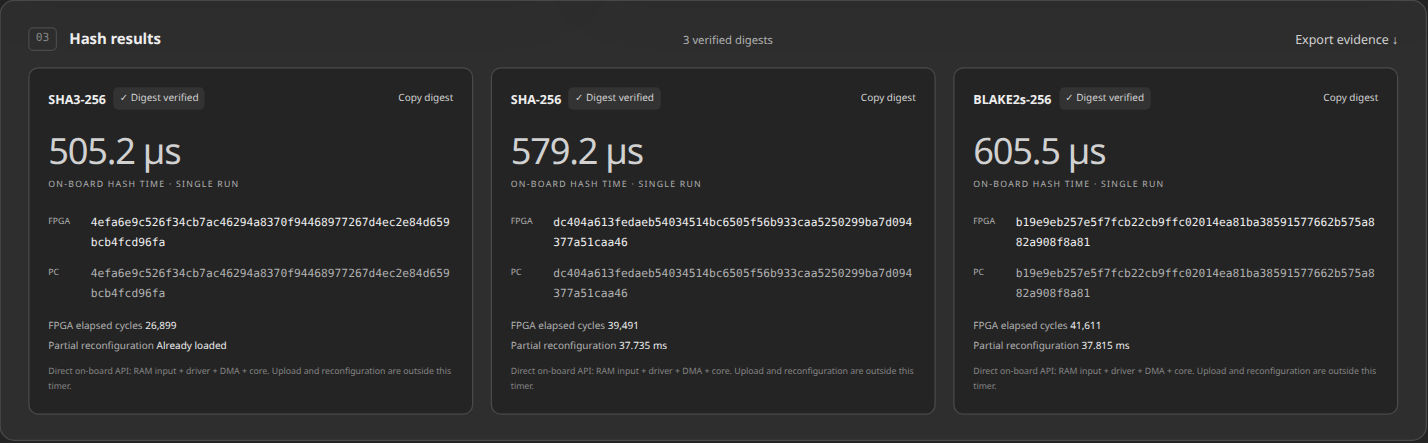 03 Hash results 3 verified digests Export evidence ↓
SHA3-256 ✓ Digest verified Copy digest
505.2 µs
ON-BOARD HASH TIME · SINGLE RUN
FPGA 4efa6e9c526f34cb7ac46294a8370f94468977267d4ec2e84d659
bcb4fcd96fa
PC 4efa6e9c526f34cb7ac46294a8370f94468977267d4ec2e84d659
bcb4fcd96fa
FPGA elapsed cycles 26,899
Partial reconfiguration Already loaded
Direct on-board API: RAM input + driver + DMA + core. Upload and reconfiguration are outside this
timer.
SHA-256 ✓ Digest verified Copy digest
579.2 µs
ON-BOARD HASH TIME · SINGLE RUN
FPGA dc404a613fedaeb54034514bc6505f56b933caa5250299ba7d094
377a51caa46
PC dc404a613fedaeb54034514bc6505f56b933caa5250299ba7d094
377a51caa46
FPGA elapsed cycles 39,491
Partial reconfiguration 37.735 ms
Direct on-board API: RAM input + driver + DMA + core. Upload and reconfiguration are outside this
timer.
BLAKE2s-256 ✓ Digest verified Copy digest
605.5 µs
ON-BOARD HASH TIME · SINGLE RUN
FPGA b19e9eb257e5f7fcb22cb9ffc02014ea81ba38591577662b575a8
82a908f8a81
PC b19e9eb257e5f7fcb22cb9ffc02014ea81ba38591577662b575a8
82a908f8a81
FPGA elapsed cycles 41,611
Partial reconfiguration 37.815 ms
Direct on-board API: RAM input + driver + DMA + core. Upload and reconfiguration are outside this
timer.